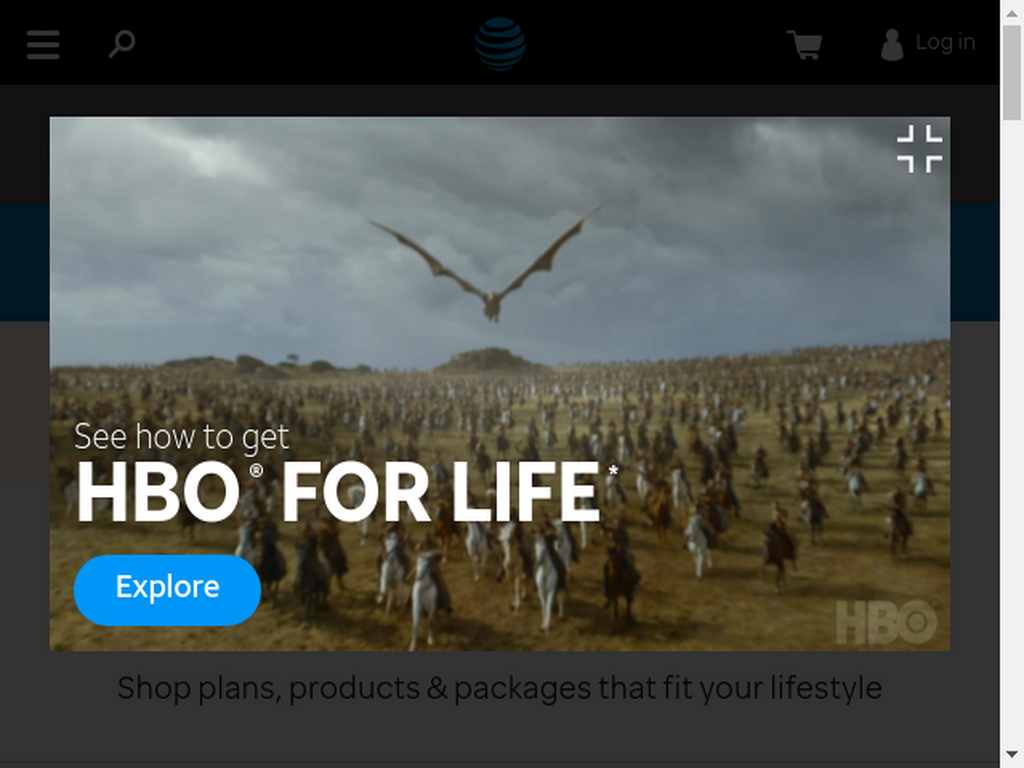 Log in
See how to get
HBO® FOR LIFE*
Explore
HBO
Shop plans, products & packages that fit your lifestyle